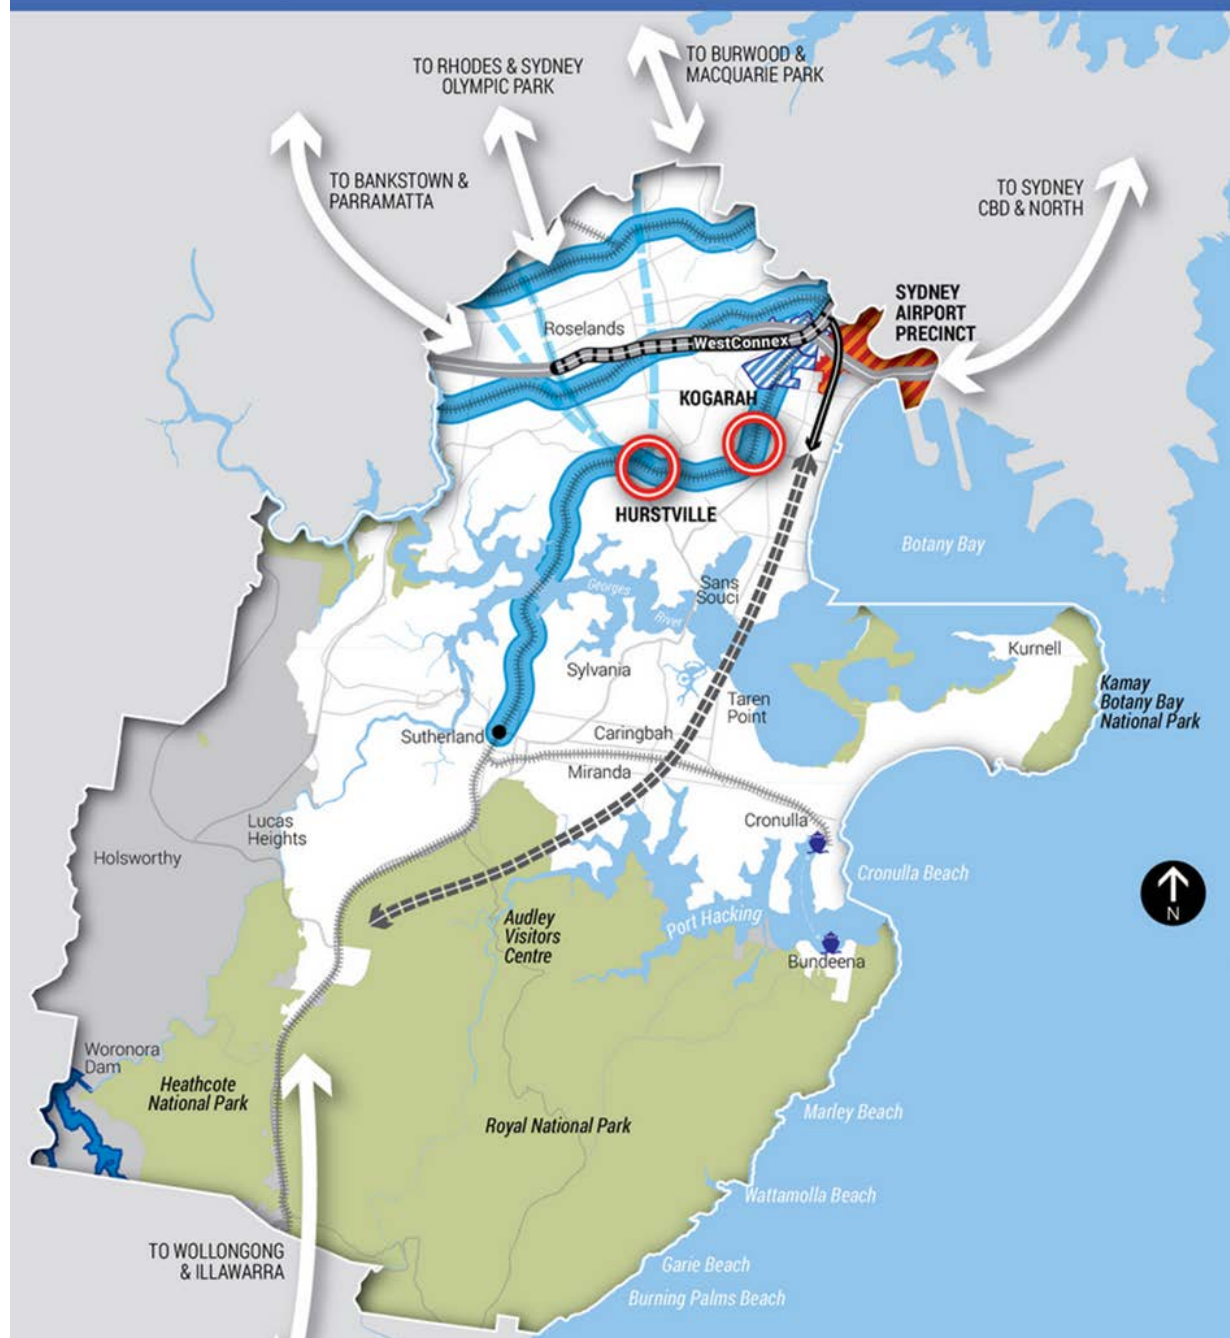 TO BURWOOD &
MACQUARIE PARK
TO RHODES & SYDNEY
OLYMPIC PARK
TO BANKSTOWN &
PARRAMATTA
TO SYDNEY
CBD & NORTH
SYDNEY
AIRPORT
PRECINCT
Roselands
WestConnex
KOGARAH
HURSTVILLE
Botany Bay
Georges
River
Sans
Souci
Kurnell
Sylvania
Kamay
Botany Bay
National Park
Taren
Point
Sutherland
Caringbah
Miranda
Lucas
Heights
Cronulla
Holsworthy
Cronulla Beach
N
Audley
Visitors
Centre
Port Hacking
Bundeena
Woronora
Dam
Heathcote
National Park
Royal National Park
Marley Beach
Wattamolla Beach
TO WOLLONGONG
& ILLAWARRA
Garie Beach
Burning Palms Beach